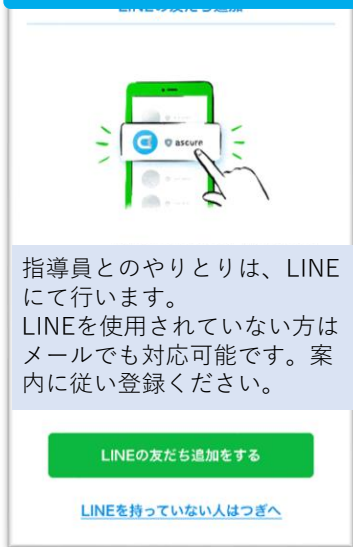 LINEの友だち追加
ascure
指導員とのやりとりは、LINE
にて行います。
LINEを使用されていない方は
メールでも対応可能です。案
内に従い登録ください。
LINEの友だち追加をする
LINEを持っていない人はつぎへ